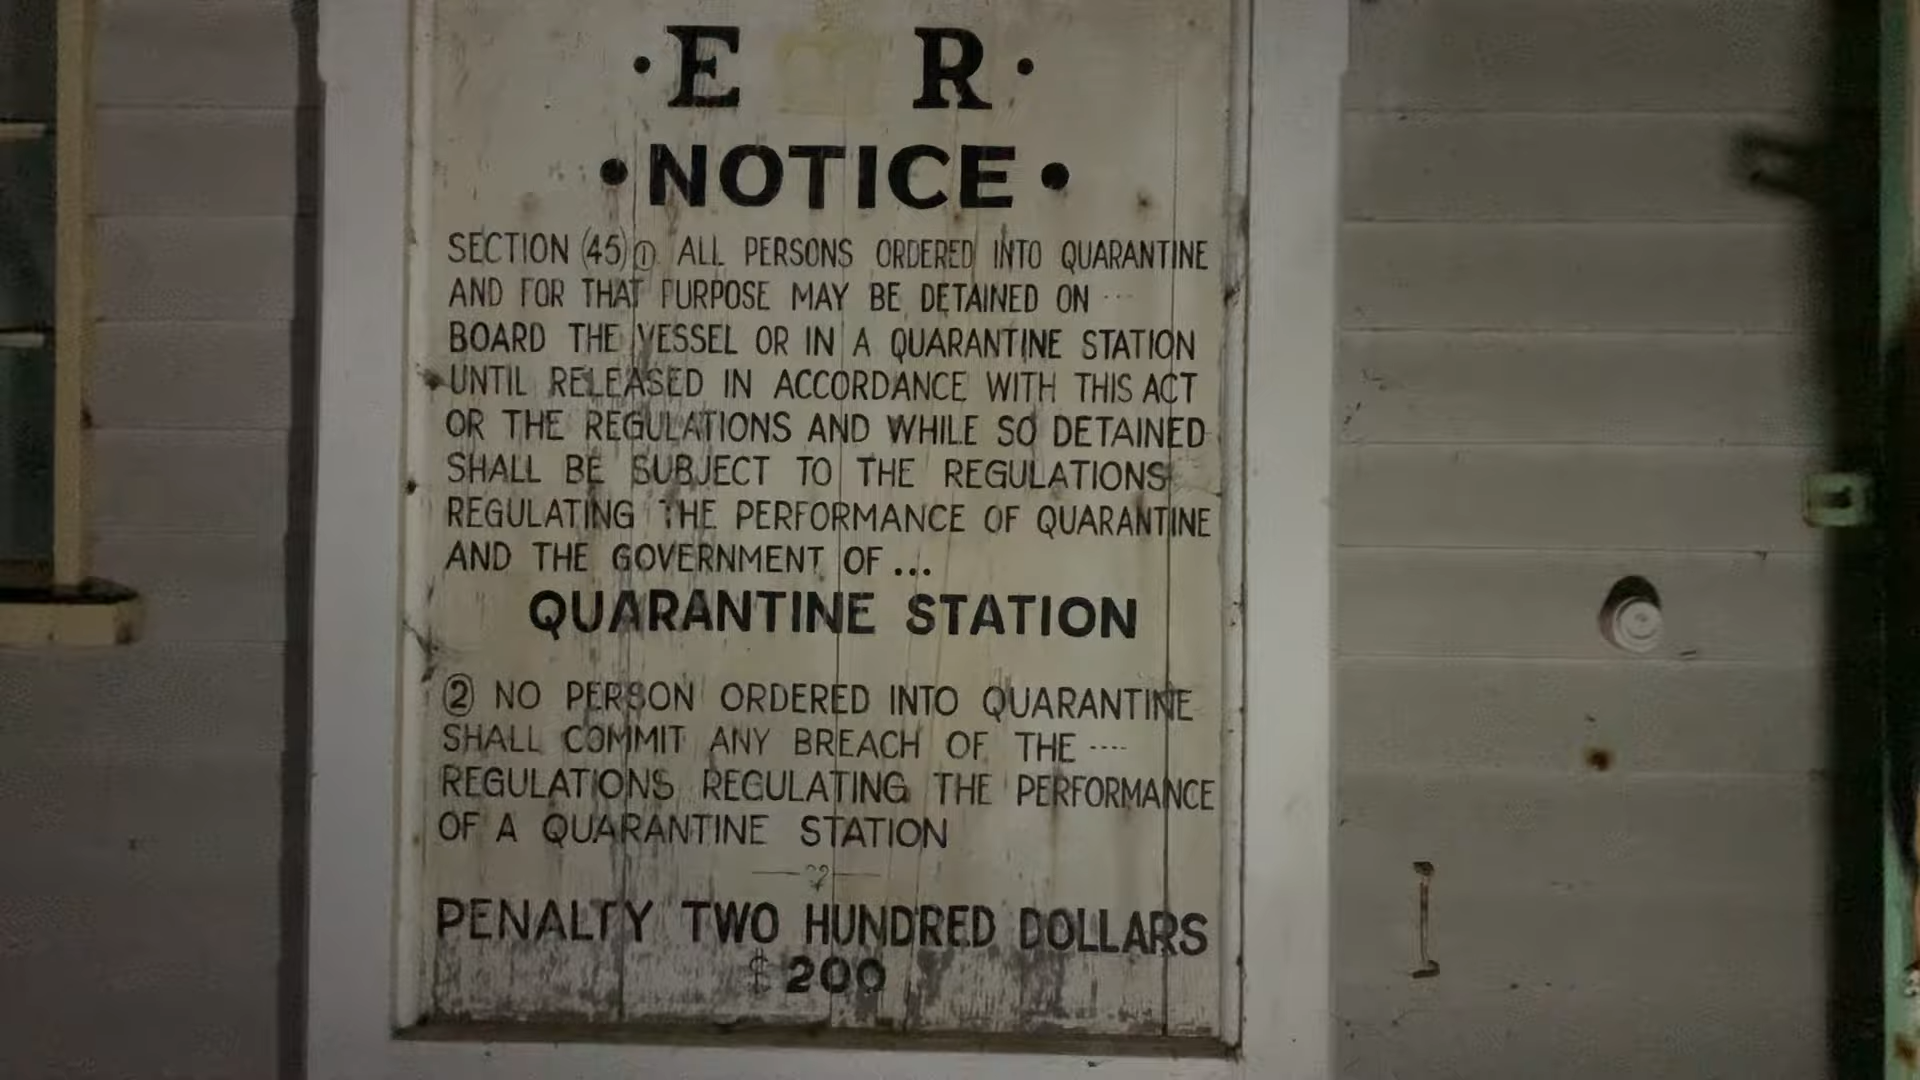 · E R ·
• NOTICE •
SECTION (45) ① ALL PERSONS ORDERED INTO QUARANTINE
AND FOR THAT PURPOSE MAY BE DETAINED ON ...
BOARD THE VESSEL OR IN A QUARANTINE STATION
UNTIL RELEASED IN ACCORDANCE WITH THIS ACT
OR THE REGULATIONS AND WHILE SO DETAINED
SHALL BE SUBJECT TO THE REGULATIONS
REGULATING THE PERFORMANCE OF QUARANTINE
AND THE GOVERNMENT OF ...
QUARANTINE STATION
② NO PERSON ORDERED INTO QUARANTINE
SHALL COMMIT ANY BREACH OF THE ....
REGULATIONS REGULATING THE PERFORMANCE
OF A QUARANTINE STATION
PENALTY TWO HUNDRED DOLLARS
$ 200